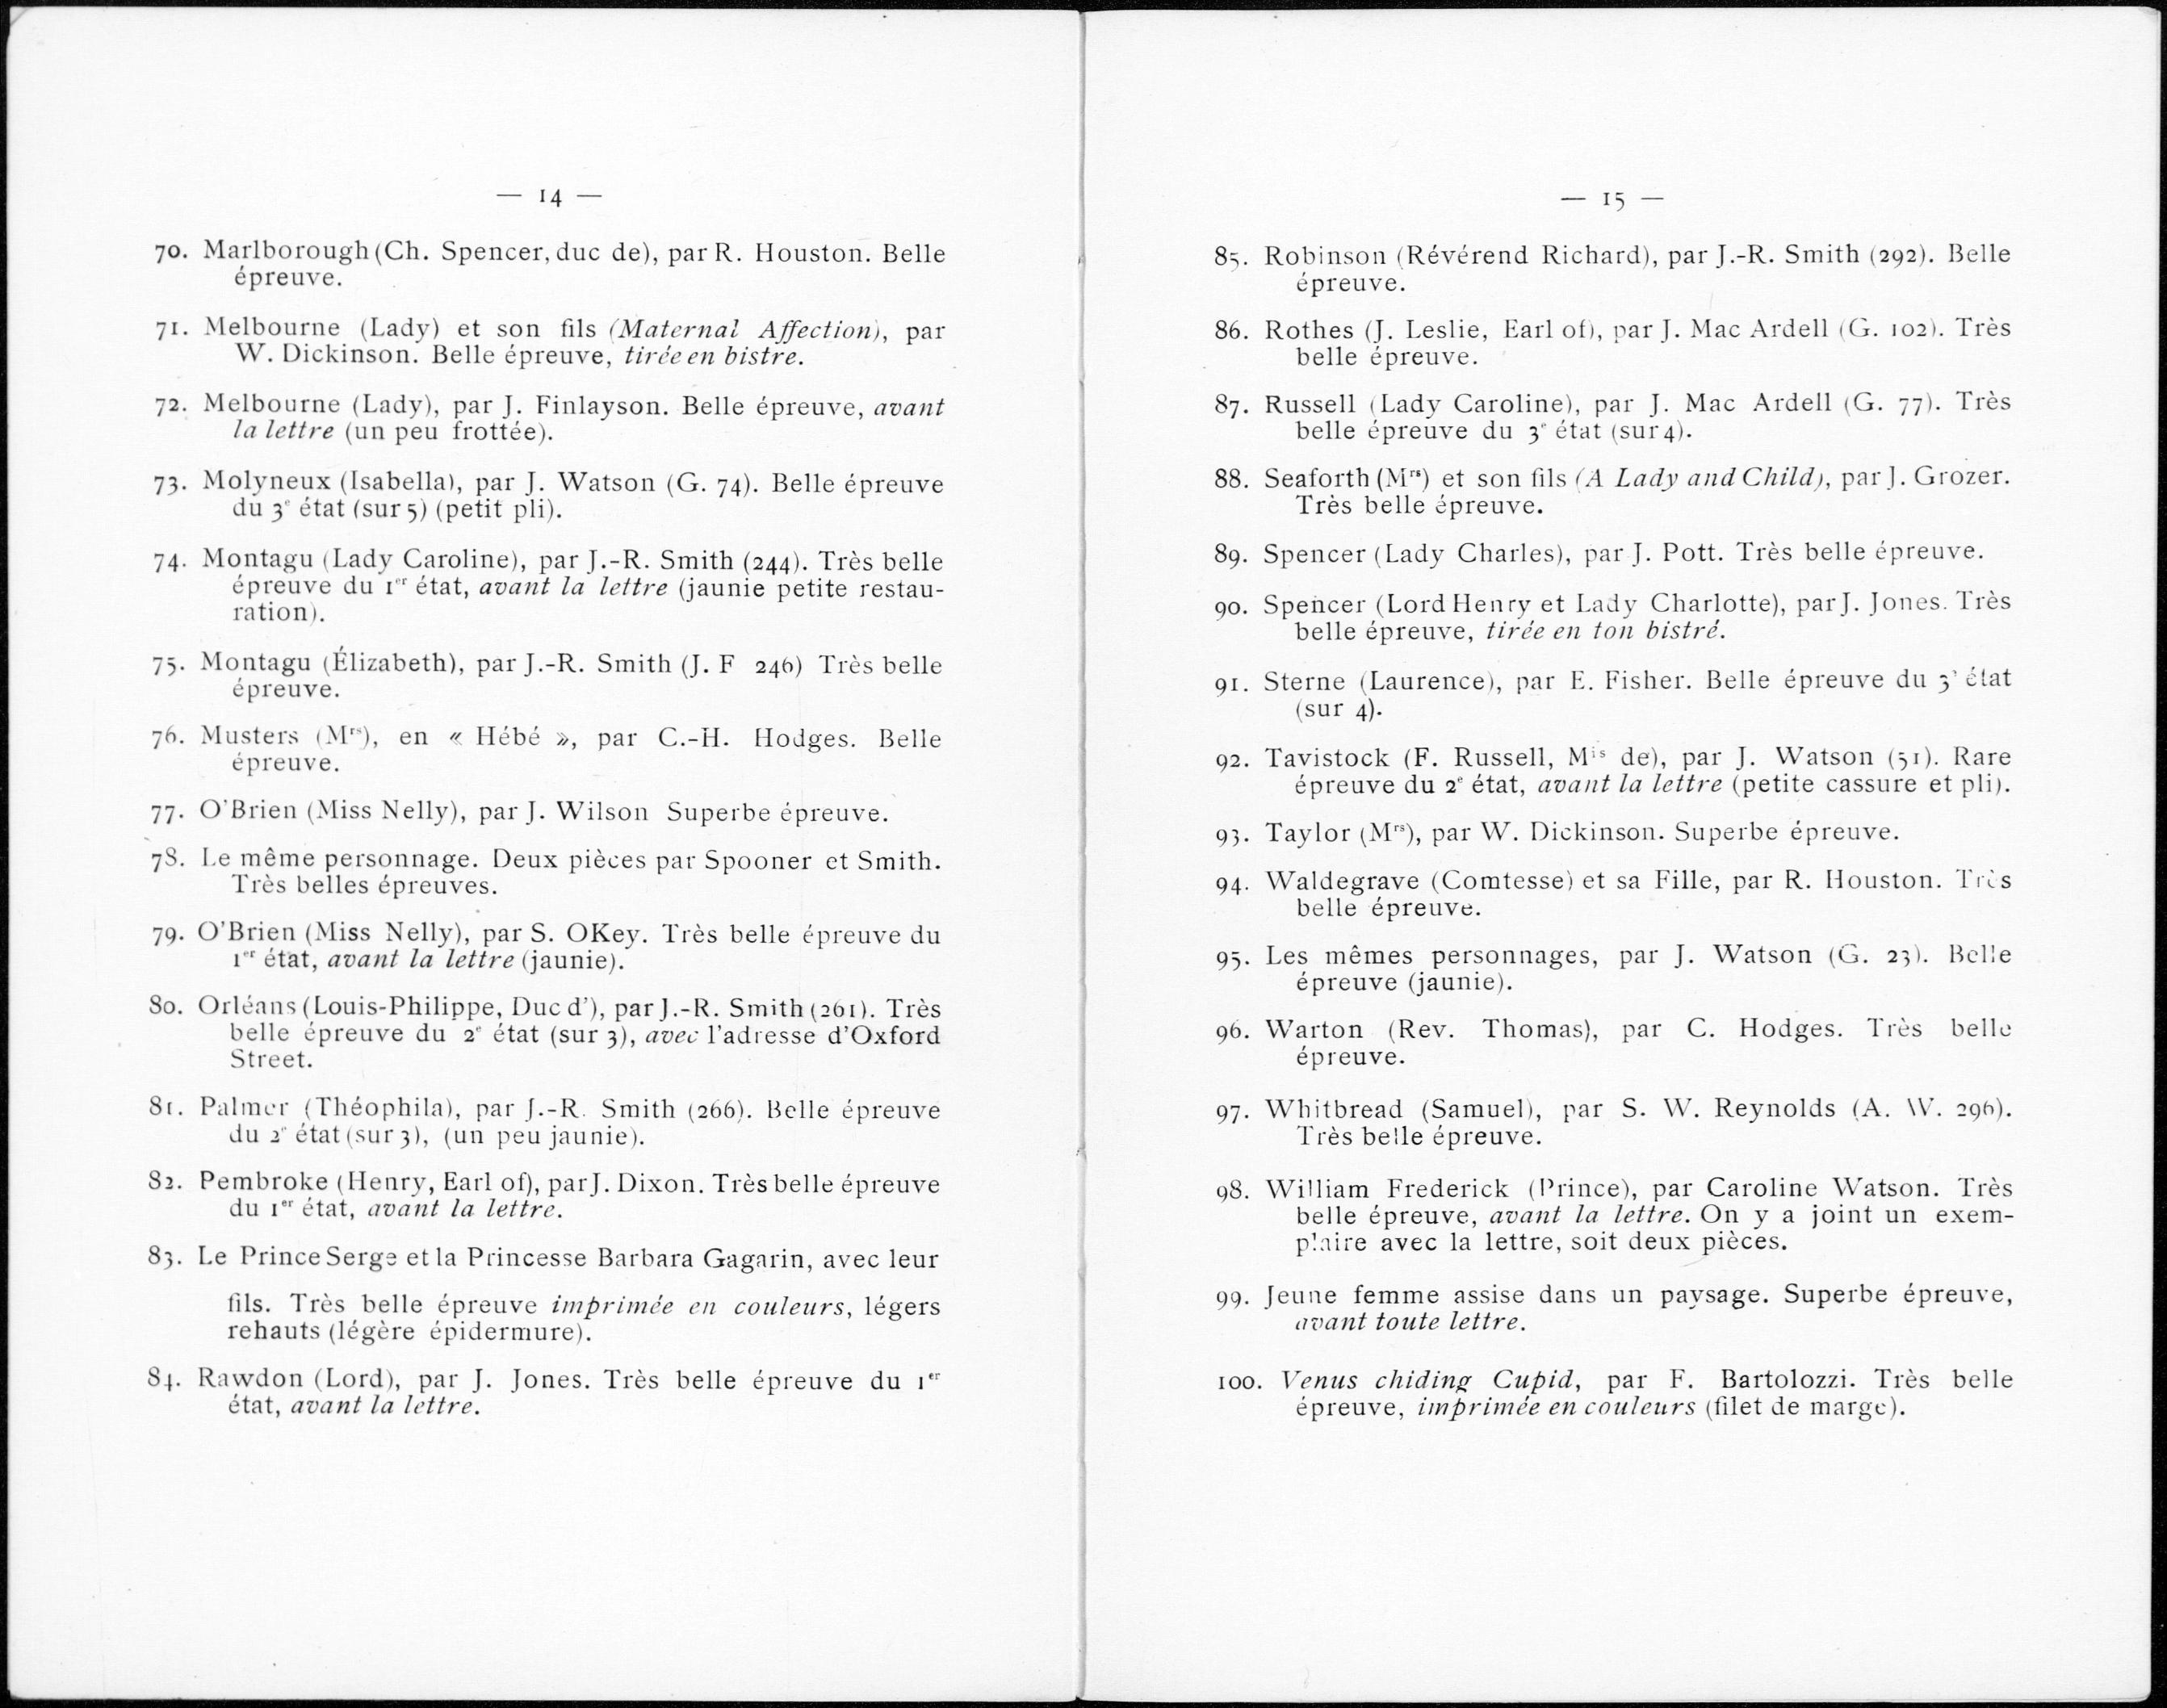 — 14 —
70. Marlborough (Ch. Spencer, duc de), par R. Houston. Belle
épreuve.
71. Melbourne (Lady) et son fils (Maternal Affection), par
W. Dickinson. Belle épreuve, tirée en bistre.
72. Melbourne (Lady), par J. Finlayson. Belle épreuve, avant
la lettre (un peu frottée).
73. Molyneux (Isabella), par J. Watson (G. 74). Belle épreuve
du 3e état (sur 5) (petit pli).
74. Montagu (Lady Caroline), par J.-R. Smith (244). Très belle
épreuve du 1er état, avant la lettre (jaunie petite restau-
ration).
75. Montagu (Élizabeth), par J.-R. Smith (J. F 246) Très belle
épreuve.
76. Musters (Mrs), en « Hébé », par C.-H. Hodges. Belle
épreuve.
77. O'Brien (Miss Nelly), par J. Wilson Superbe épreuve.
78. Le même personnage. Deux pièces par Spooner et Smith.
Très belles épreuves.
79. O'Brien (Miss Nelly), par S. OKey. Très belle épreuve du
1er état, avant la lettre (jaunie).
80. Orléans (Louis-Philippe, Duc d'), par J.-R. Smith (261). Très
belle épreuve du 2e état (sur 3), avec l'adresse d'Oxford
Street.
81. Palmer (Théophila), par J.-R. Smith (266). Belle épreuve
du 2e état (sur 3), (un peu jaunie).
82. Pembroke (Henry, Earl of), par J. Dixon. Très belle épreuve
du 1er état, avant la lettre.
83. Le Prince Serge et la Princesse Barbara Gagarin, avec leur
fils. Très belle épreuve imprimée en couleurs, légers
rehauts (légère épidermure).
84. Rawdon (Lord), par J. Jones. Très belle épreuve du 1er
état, avant la lettre.
— 15 —
85. Robinson (Révérend Richard), par J.-R. Smith (292). Belle
épreuve.
86. Rothes (J. Leslie, Earl of), par J. Mac Ardell (G. 102). Très
belle épreuve.
87. Russell (Lady Caroline), par J. Mac Ardell (G. 77). Très
belle épreuve du 3e état (sur 4).
88. Seaforth (Mrs) et son fils (A Lady and Child), par J. Grozer.
Très belle épreuve.
89. Spencer (Lady Charles), par J. Pott. Très belle épreuve.
90. Spencer (Lord Henry et Lady Charlotte), par J. Jones. Très
belle épreuve, tirée en ton bistré.
91. Sterne (Laurence), par E. Fisher. Belle épreuve du 3e état
(sur 4).
92. Tavistock (F. Russell, Mis de), par J. Watson (51). Rare
épreuve du 2e état, avant la lettre (petite cassure et pli).
93. Taylor (Mrs), par W. Dickinson. Superbe épreuve.
94. Waldegrave (Comtesse) et sa Fille, par R. Houston. Très
belle épreuve.
95. Les mêmes personnages, par J. Watson (G. 23). Belle
épreuve (jaunie).
96. Warton (Rev. Thomas), par C. Hodges. Très belle
épreuve.
97. Whitbread (Samuel), par S. W. Reynolds (A. W. 296).
Très belle épreuve.
98. William Frederick (Prince), par Caroline Watson. Très
belle épreuve, avant la lettre. On y a joint un exem-
plaire avec la lettre, soit deux pièces.
99. Jeune femme assise dans un paysage. Superbe épreuve,
avant toute lettre.
100. Venus chiding Cupid, par F. Bartolozzi. Très belle
épreuve, imprimée en couleurs (filet de marge).